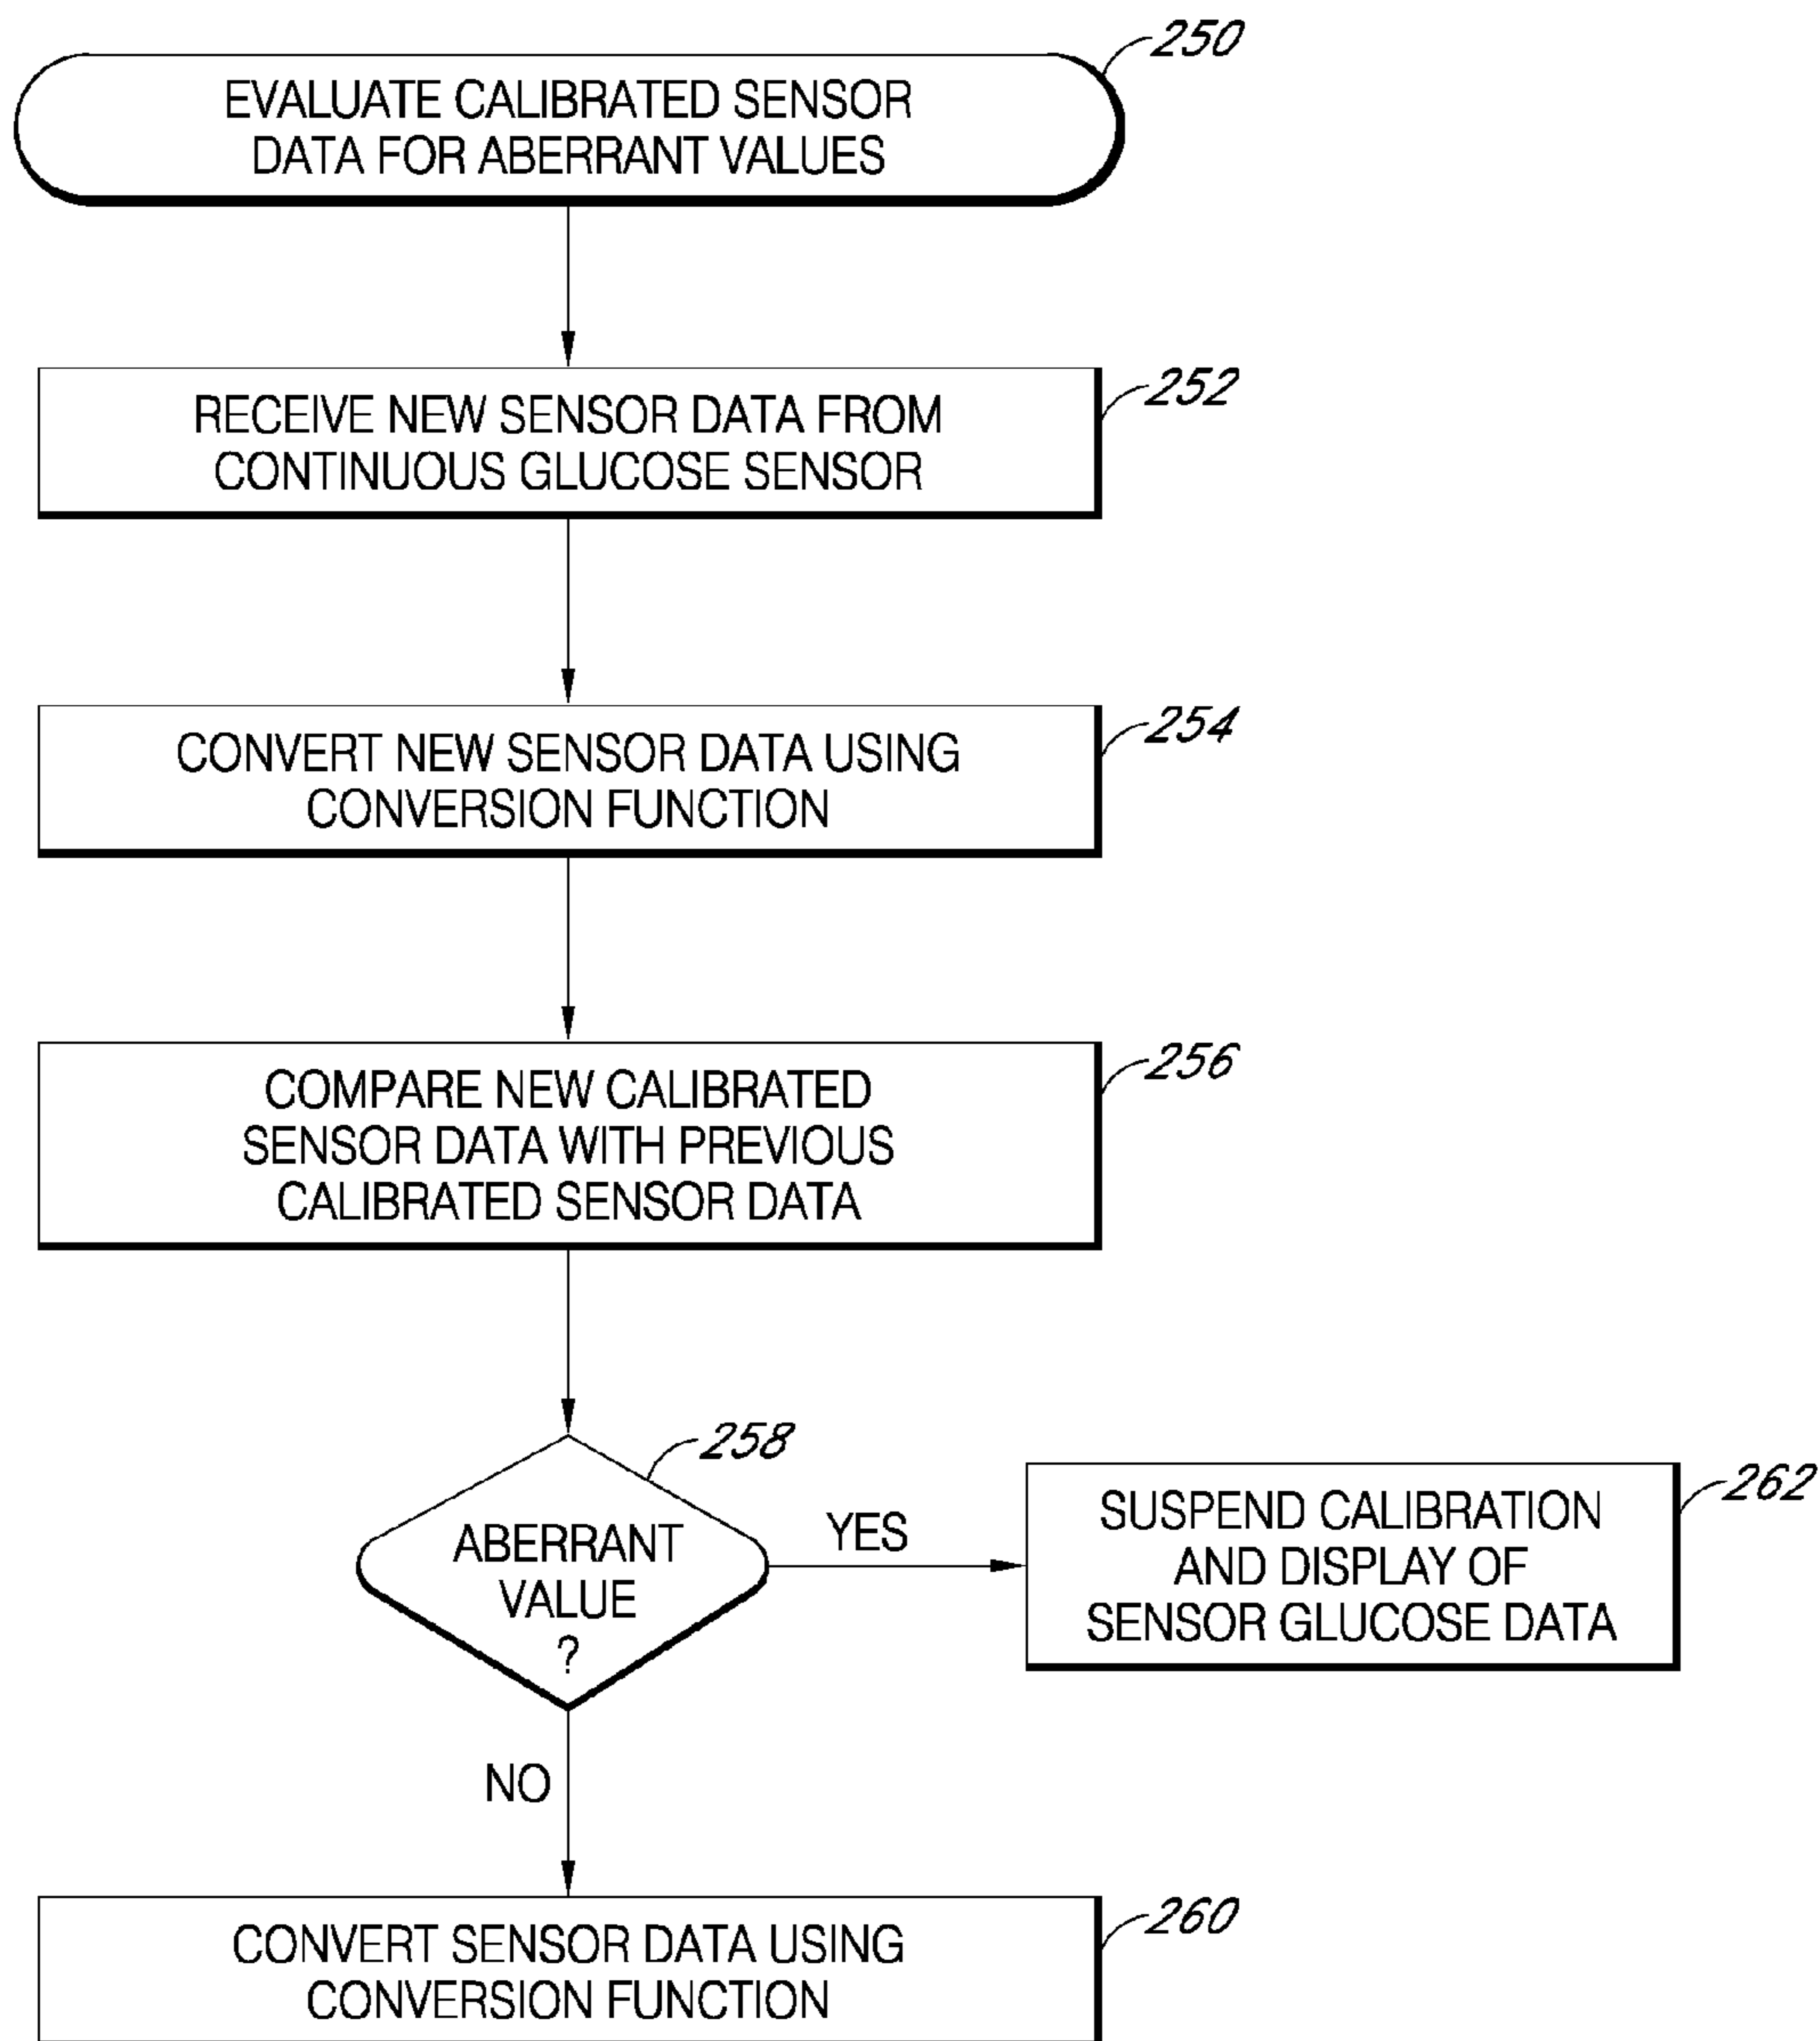 250
EVALUATE CALIBRATED SENSOR
DATA FOR ABERRANT VALUES
252
RECEIVE NEW SENSOR DATA FROM
CONTINUOUS GLUCOSE SENSOR
254
CONVERT NEW SENSOR DATA USING
CONVERSION FUNCTION
256
COMPARE NEW CALIBRATED
SENSOR DATA WITH PREVIOUS
CALIBRATED SENSOR DATA
258
ABERRANT
VALUE
?
YES
262
SUSPEND CALIBRATION
AND DISPLAY OF
SENSOR GLUCOSE DATA
NO
260
CONVERT SENSOR DATA USING
CONVERSION FUNCTION